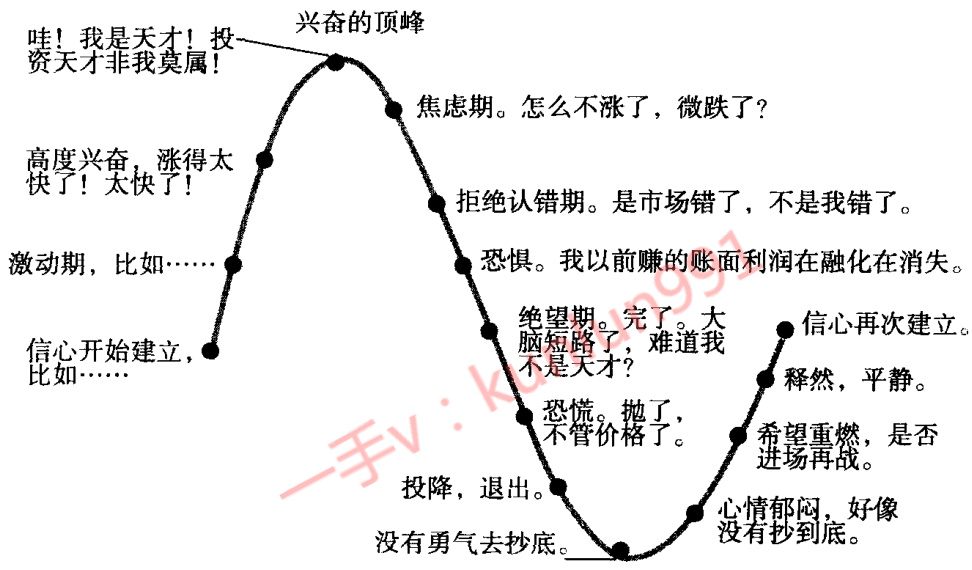 兴奋的顶峰
哇！我是天才！投
资天才非我莫属！
焦虑期。怎么不涨了，微跌了？
高度兴奋，涨得太
快了！太快了！
拒绝认错期。是市场错了，不是我错了。
激动期，比如……
恐惧。我以前赚的账面利润在融化在消失。
绝望期。完了。大
脑短路了，难道我
不是天才？
信心再次建立。
信心开始建立，
比如……
释然，平静。
恐慌。抛了，
不管价格了。
希望重燃，是否
进场再战。
投降，退出。
心情郁闷，好像
没有抄到底。
没有勇气去抄底。
一手v：kunlun991